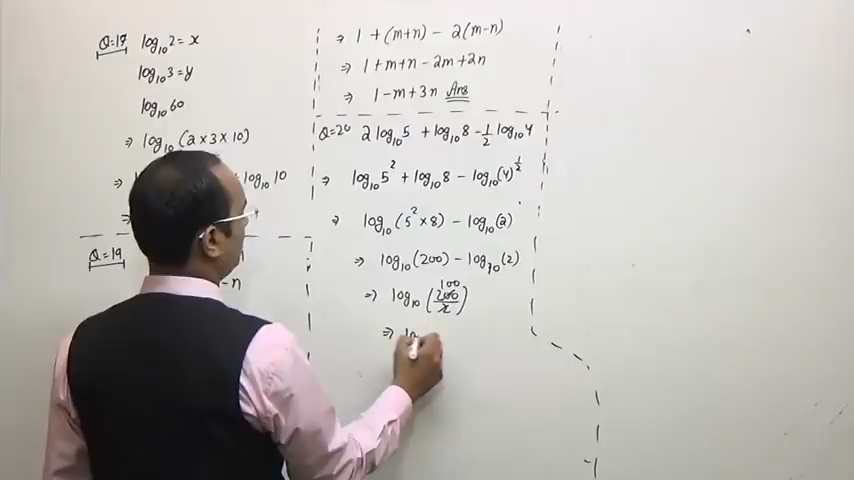 Q=17 log₁₀2 = x
log₁₀3 = y
log₁₀60
⇒ log₁₀(2×3×10)
⇒ log₁₀10
⇒
Q=19
-n
⇒ 1 + (m+n) - 2(m-n)
⇒ 1 + m+n - 2m + 2n
⇒ 1 - m + 3n Ans
Q=20 2 log₁₀5 + log₁₀8 - 1/2 log₁₀4
⇒ log₁₀5² + log₁₀8 - log₁₀(4)^1/2
⇒ log₁₀(5²×8) - log₁₀(2)
⇒ log₁₀(200) - log₁₀(2)
⇒ log₁₀(200/2) 100
⇒ lo